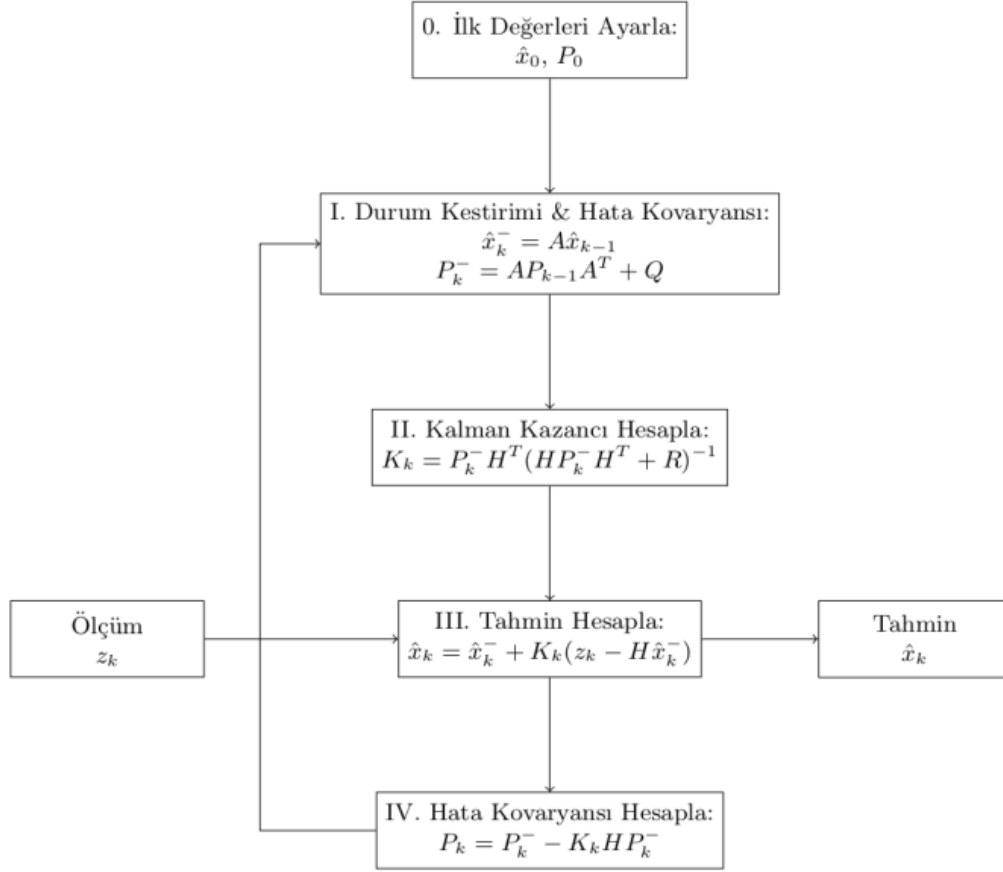 0. İlk Değerleri Ayarla:
x̂₀, P₀
I. Durum Kestirimi & Hata Kovaryansı:
x̂ₖ⁻ = Ax̂ₖ₋₁
Pₖ⁻ = APₖ₋₁Aᵀ + Q
II. Kalman Kazancı Hesapla:
Kₖ = Pₖ⁻Hᵀ(HPₖ⁻Hᵀ + R)⁻¹
Ölçüm
zₖ
III. Tahmin Hesapla:
x̂ₖ = x̂ₖ⁻ + Kₖ(zₖ − Hx̂ₖ⁻)
Tahmin
x̂ₖ
IV. Hata Kovaryansı Hesapla:
Pₖ = Pₖ⁻ − KₖHPₖ⁻